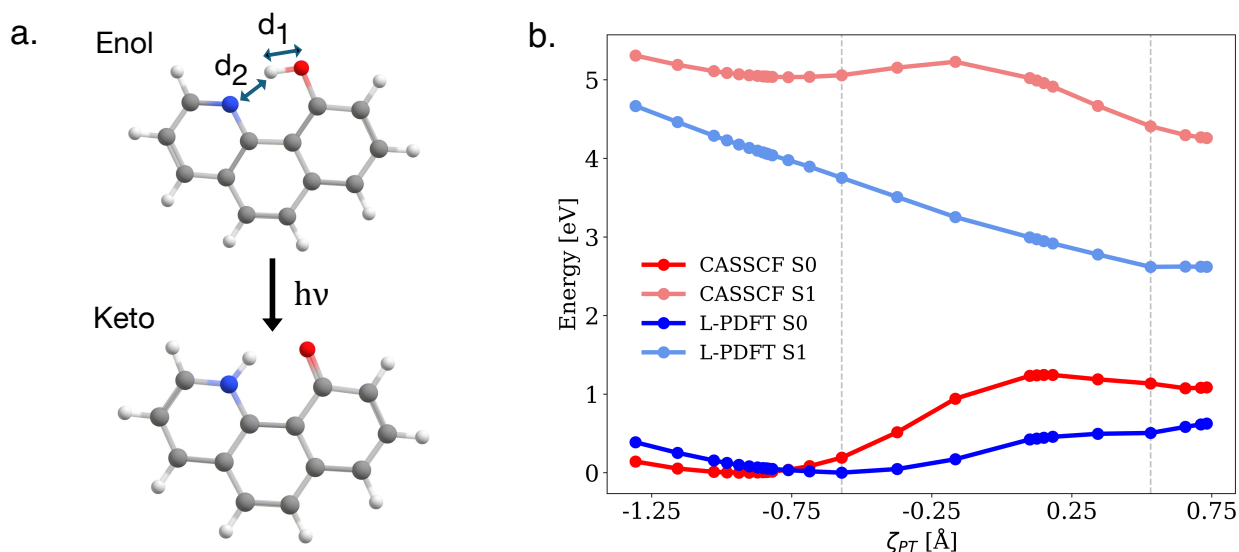 a.
Enol
d1
d2
hν
Keto
b.
Energy [eV]
5
4
3
2
1
0
CASSCF S0
CASSCF S1
L-PDFT S0
L-PDFT S1
-1.25 -0.75 -0.25 0.25 0.75
ζPT [Å]